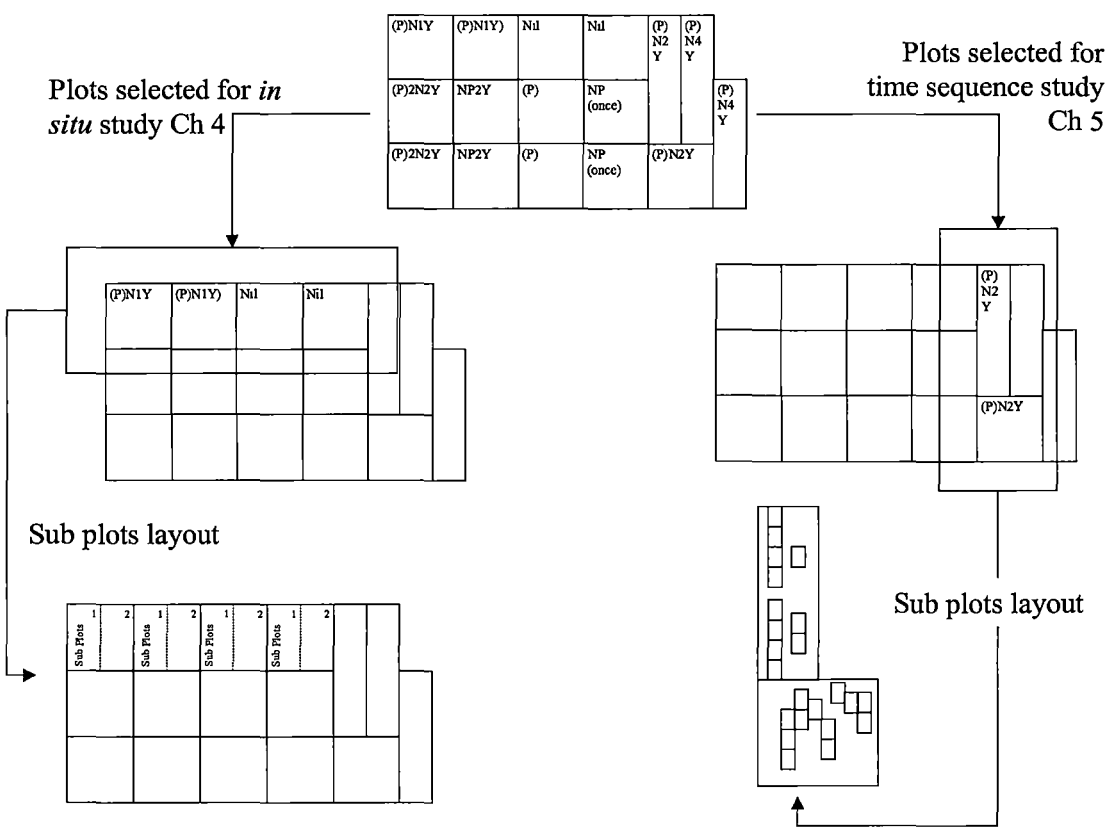 (P)N1Y (P)N1Y) Nil Nil (P) (P)
N2 N4
Y Y
Plots selected for in
situ study Ch 4
Plots selected for
time sequence study
Ch 5
(P)2N2Y NP2Y (P) NP
(once)
(P)
N4
Y
(P)2N2Y NP2Y (P) NP
(once)
(P)N2Y
(P)N1Y (P)N1Y) Nil Nil
(P)
N2
Y
(P)N2Y
Sub plots layout
1 2 1 2 1 2 1 2
Sub Plots Sub Plots Sub Plots Sub Plots
Sub plots layout